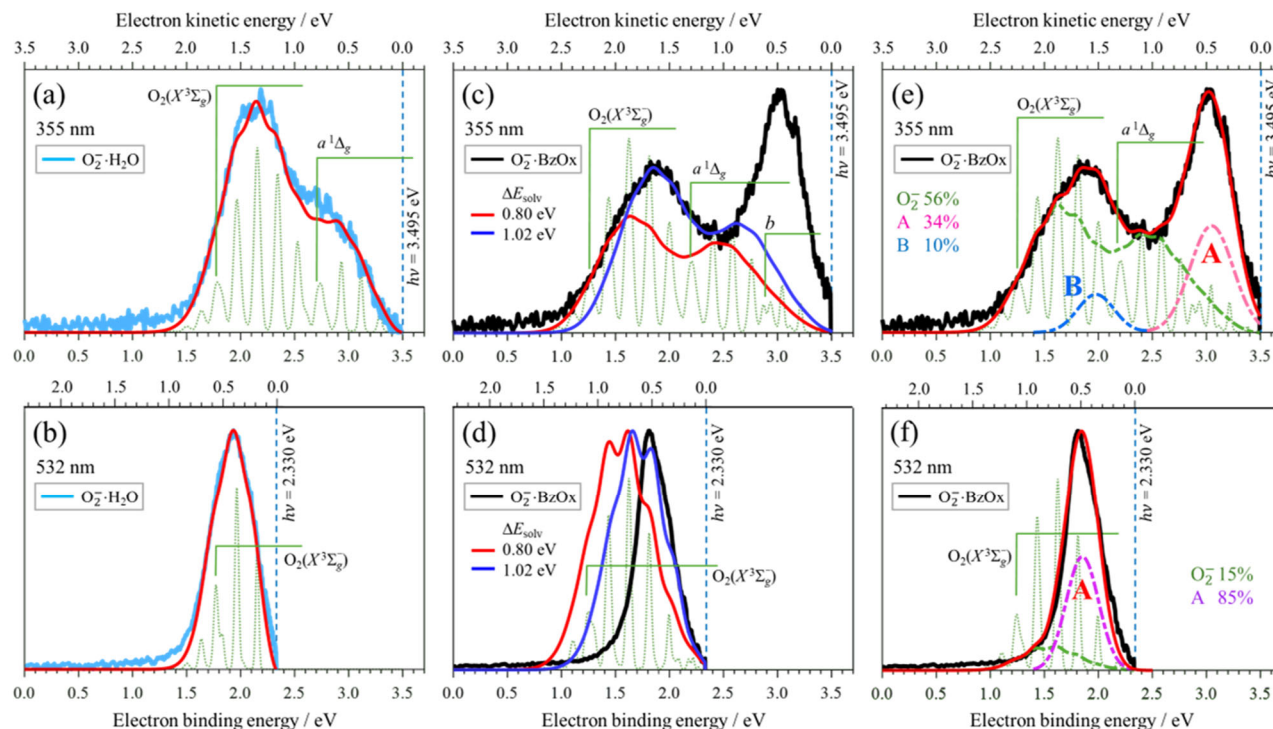 Electron kinetic energy / eV
3.5 3.0 2.5 2.0 1.5 1.0 0.5 0.0
(a)
O₂(X³Σg⁻)
355 nm
O₂⁻·H₂O
a ¹Δg
hν = 3.495 eV
0.0 0.5 1.0 1.5 2.0 2.5 3.0 3.5
Electron kinetic energy / eV
3.5 3.0 2.5 2.0 1.5 1.0 0.5 0.0
(c)
O₂(X³Σg⁻)
355 nm
O₂⁻·BzOx
a ¹Δg
ΔEsolv
0.80 eV
1.02 eV
b
hν = 3.495 eV
0.0 0.5 1.0 1.5 2.0 2.5 3.0 3.5
Electron kinetic energy / eV
3.5 3.0 2.5 2.0 1.5 1.0 0.5 0.0
(e)
O₂(X³Σg⁻)
355 nm
O₂⁻·BzOx
a ¹Δg
O₂⁻ 56%
A 34%
B 10%
A
B
hν = 3.495 eV
0.0 0.5 1.0 1.5 2.0 2.5 3.0 3.5
2.0 1.5 1.0 0.5 0.0
(b)
532 nm
O₂⁻·H₂O
hν = 2.330 eV
O₂(X³Σg⁻)
0.0 0.5 1.0 1.5 2.0 2.5 3.0 3.5
Electron binding energy / eV
2.0 1.5 1.0 0.5 0.0
(d)
532 nm
O₂⁻·BzOx
ΔEsolv
0.80 eV
1.02 eV
hν = 2.330 eV
O₂(X³Σg⁻)
0.0 0.5 1.0 1.5 2.0 2.5 3.0 3.5
Electron binding energy / eV
2.0 1.5 1.0 0.5 0.0
(f)
532 nm
O₂⁻·BzOx
hν = 2.330 eV
O₂(X³Σg⁻)
O₂⁻ 15%
A 85%
A
0.0 0.5 1.0 1.5 2.0 2.5 3.0 3.5
Electron binding energy / eV